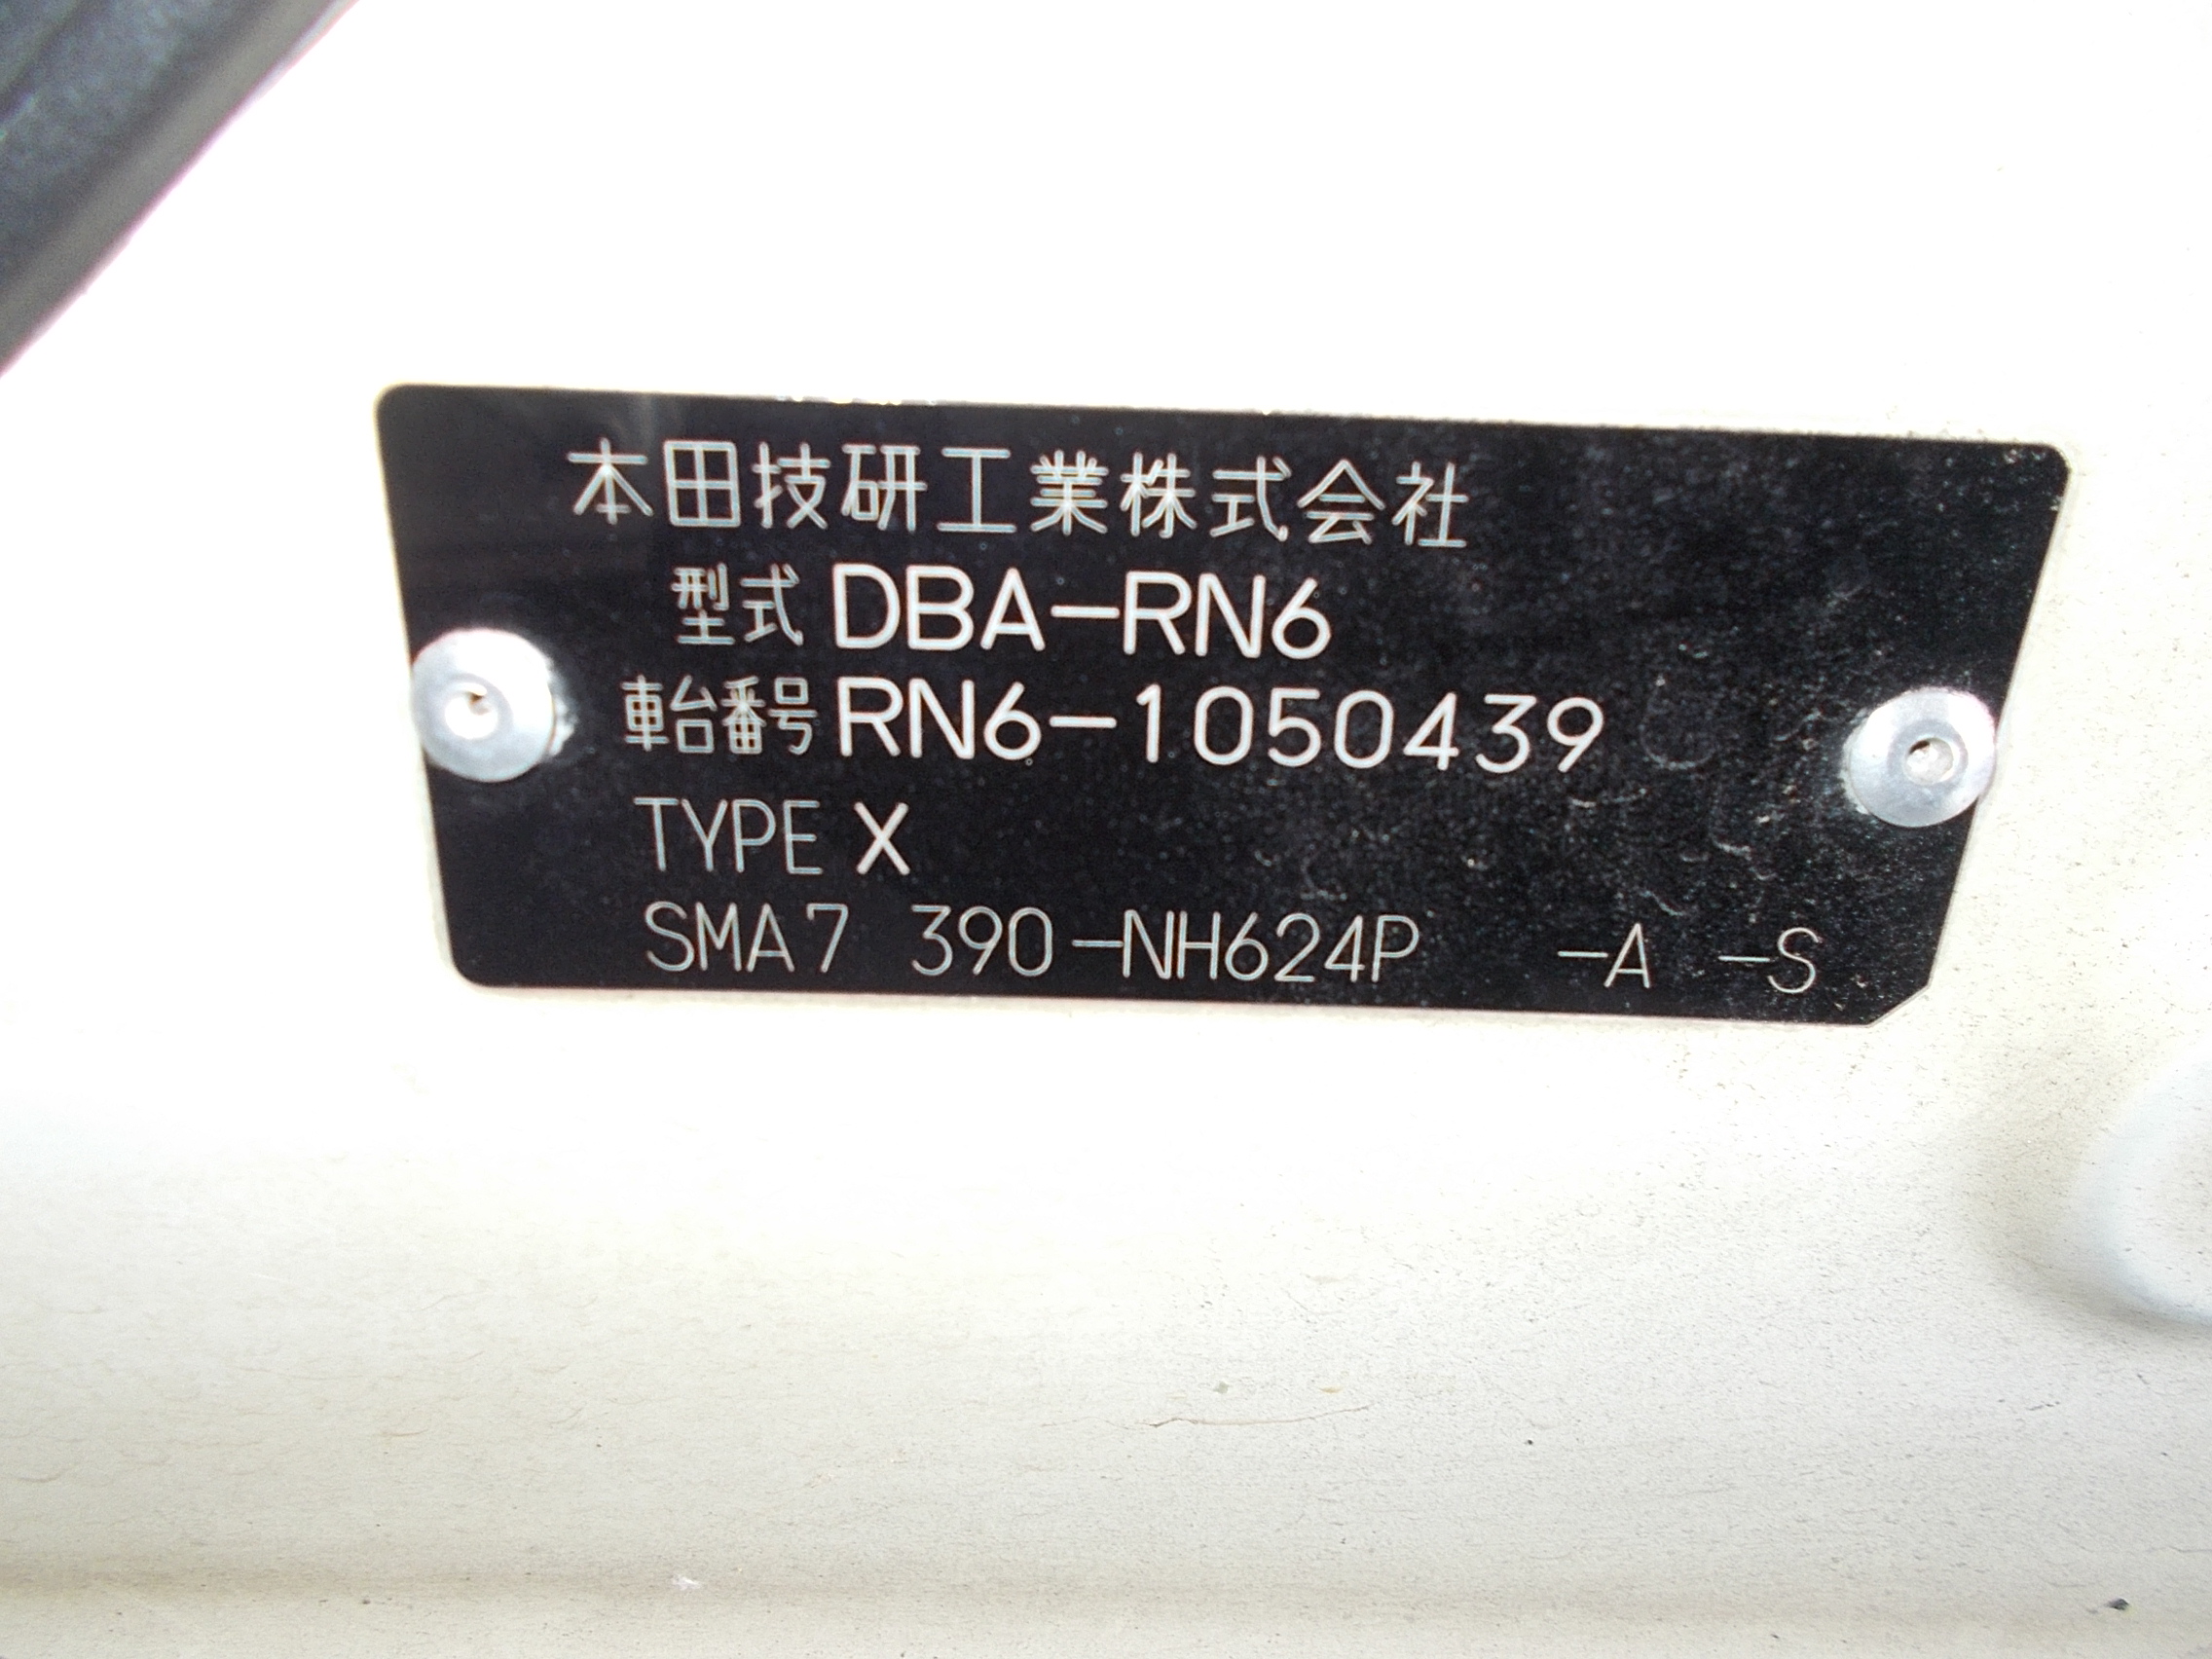 本田技研工業株式会社
型式 DBA-RN6
車台番号 RN6-1050439
TYPE X
SMA7 390-NH624P -A -S